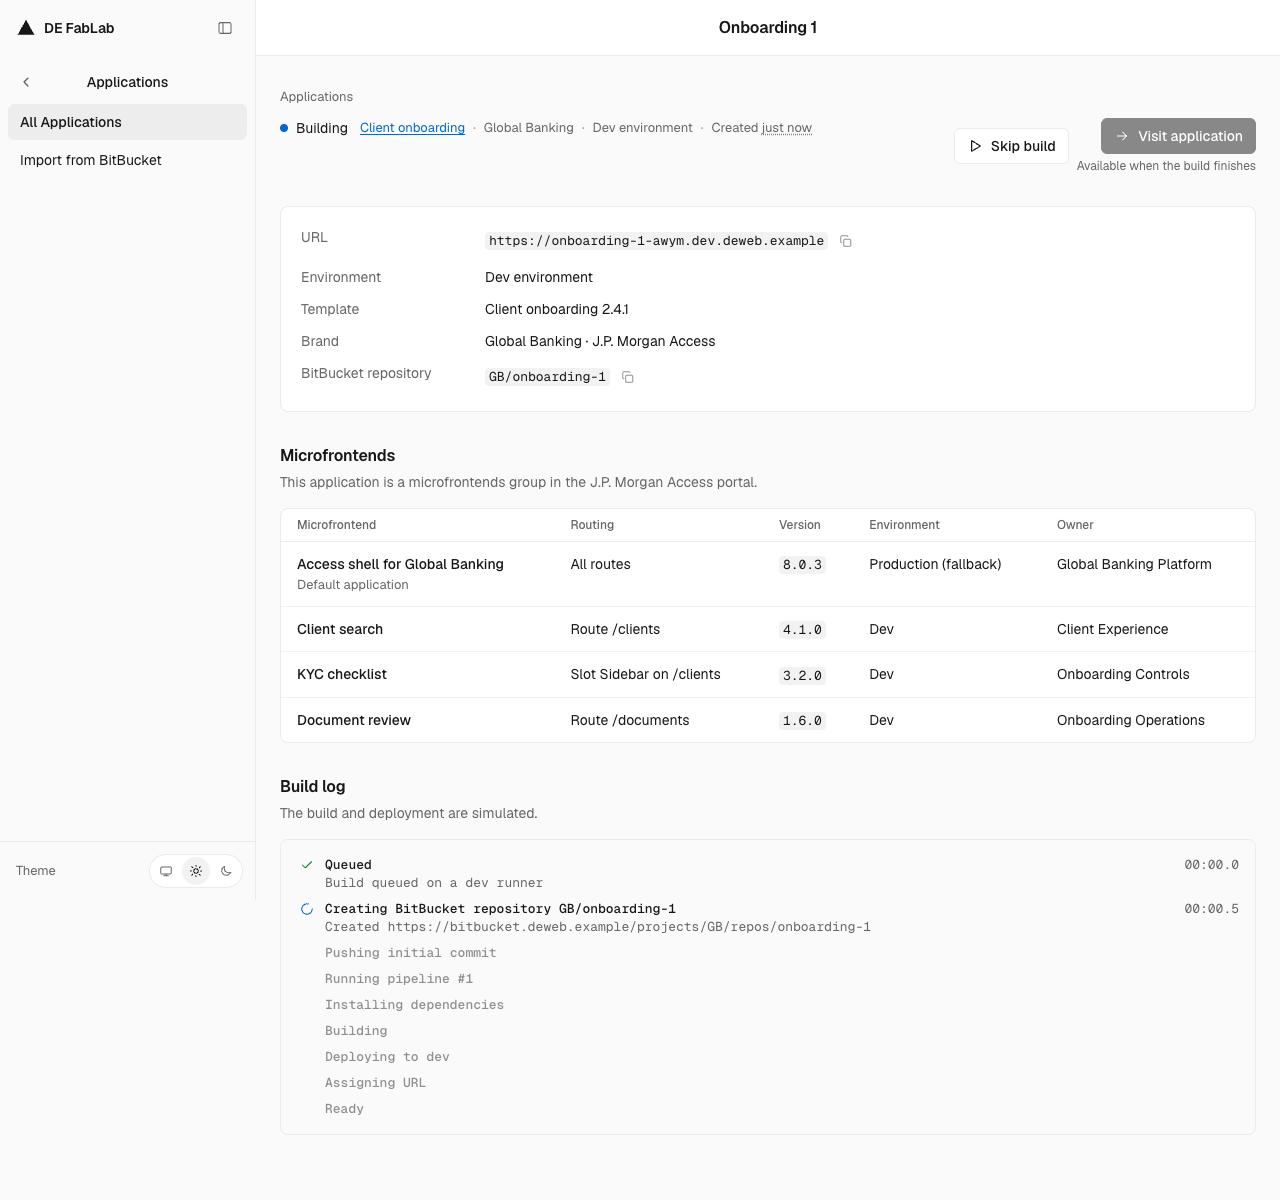 DE FabLab
Onboarding 1
Applications
All Applications
Import from BitBucket
Applications
Building Client onboarding · Global Banking · Dev environment · Created just now
Skip build
Visit application
Available when the build finishes
URL https://onboarding-1-awym.dev.deweb.example
Environment Dev environment
Template Client onboarding 2.4.1
Brand Global Banking · J.P. Morgan Access
BitBucket repository GB/onboarding-1
Microfrontends
This application is a microfrontends group in the J.P. Morgan Access portal.
Microfrontend Routing Version Environment Owner
Access shell for Global Banking All routes 8.0.3 Production (fallback) Global Banking Platform
Default application
Client search Route /clients 4.1.0 Dev Client Experience
KYC checklist Slot Sidebar on /clients 3.2.0 Dev Onboarding Controls
Document review Route /documents 1.6.0 Dev Onboarding Operations
Build log
The build and deployment are simulated.
Queued 00:00.0
Build queued on a dev runner
Creating BitBucket repository GB/onboarding-1 00:00.5
Created https://bitbucket.deweb.example/projects/GB/repos/onboarding-1
Pushing initial commit
Running pipeline #1
Installing dependencies
Building
Deploying to dev
Assigning URL
Ready
Theme